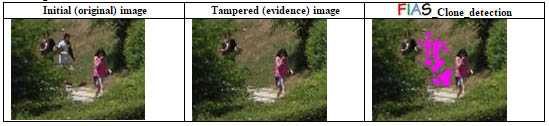 Initial (original) image
Tampered (evidence) image
FIAS_Clone_detection